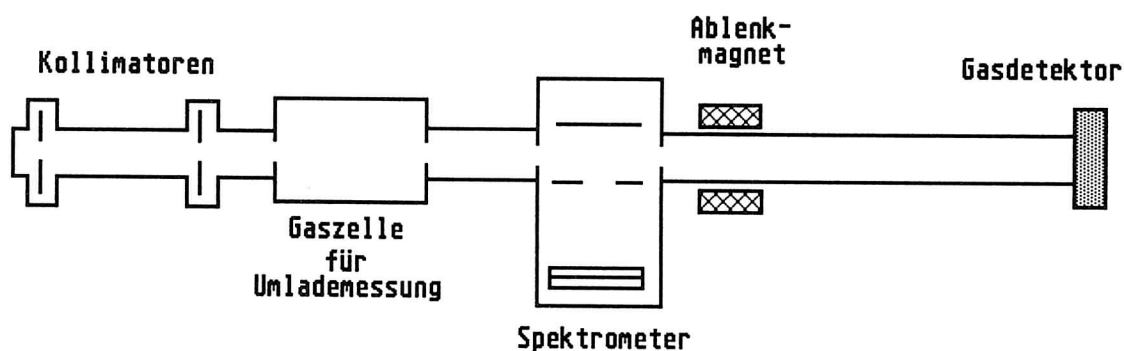 Kollimatoren
Gaszelle
für
Umlademessung
Spektrometer
Ablenk-
magnet
Gasdetektor